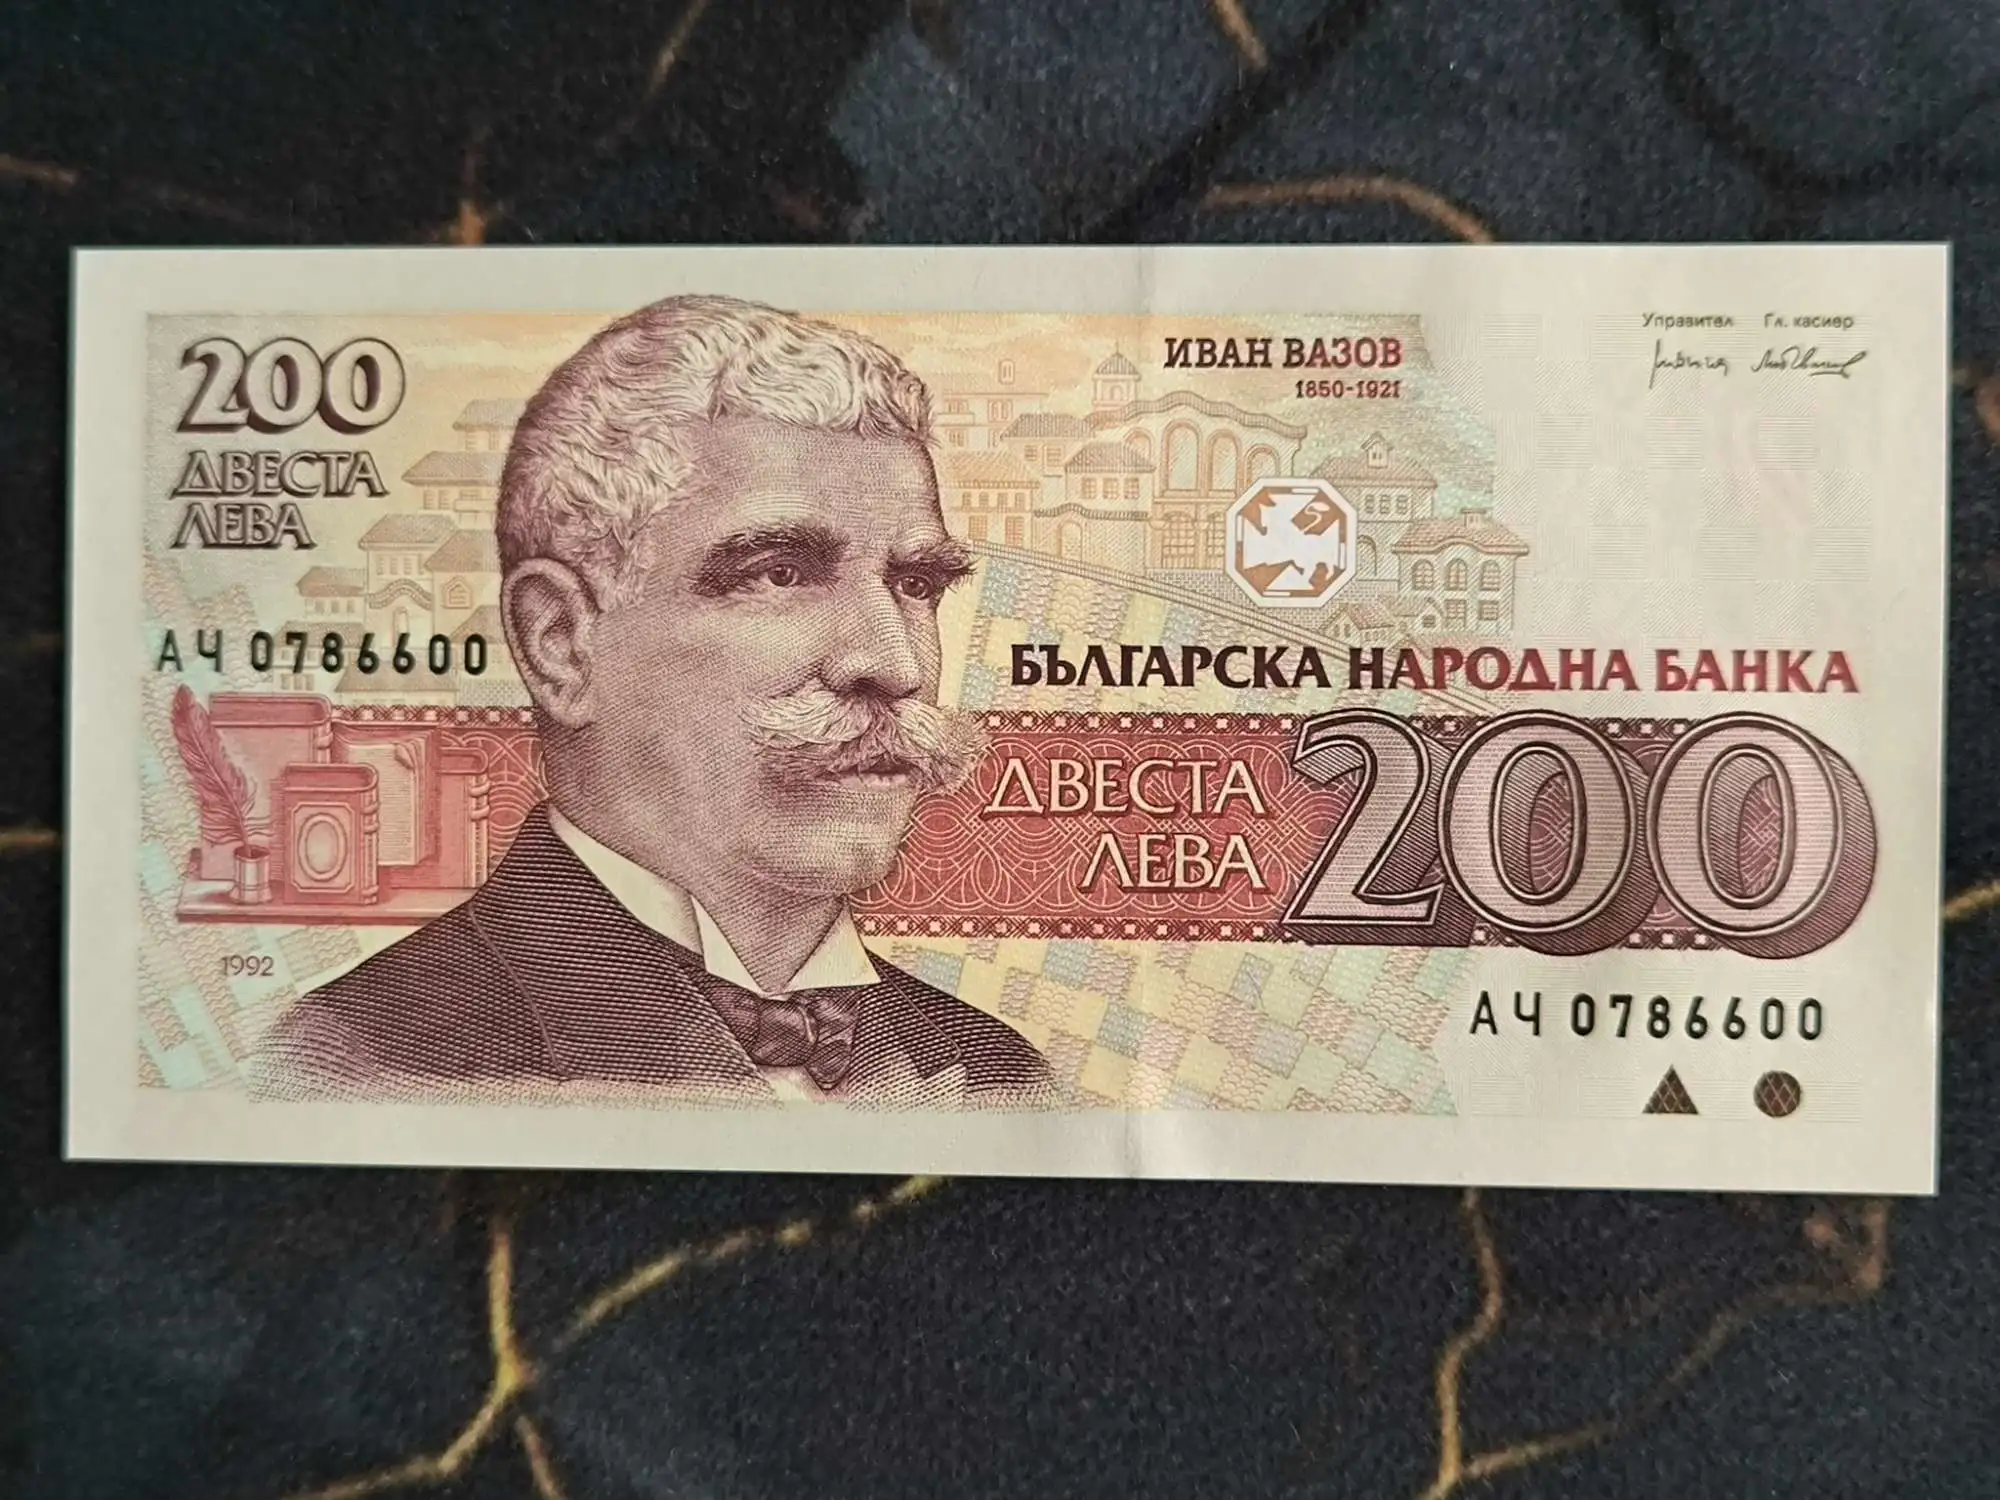 200
ДВЕСТА
ЛЕВА
ИВАН ВАЗОВ
1850-1921
Управител Гл. касиер
АЧ 0786600
БЪЛГАРСКА НАРОДНА БАНКА
ДВЕСТА
ЛЕВА
200
1992
АЧ 0786600